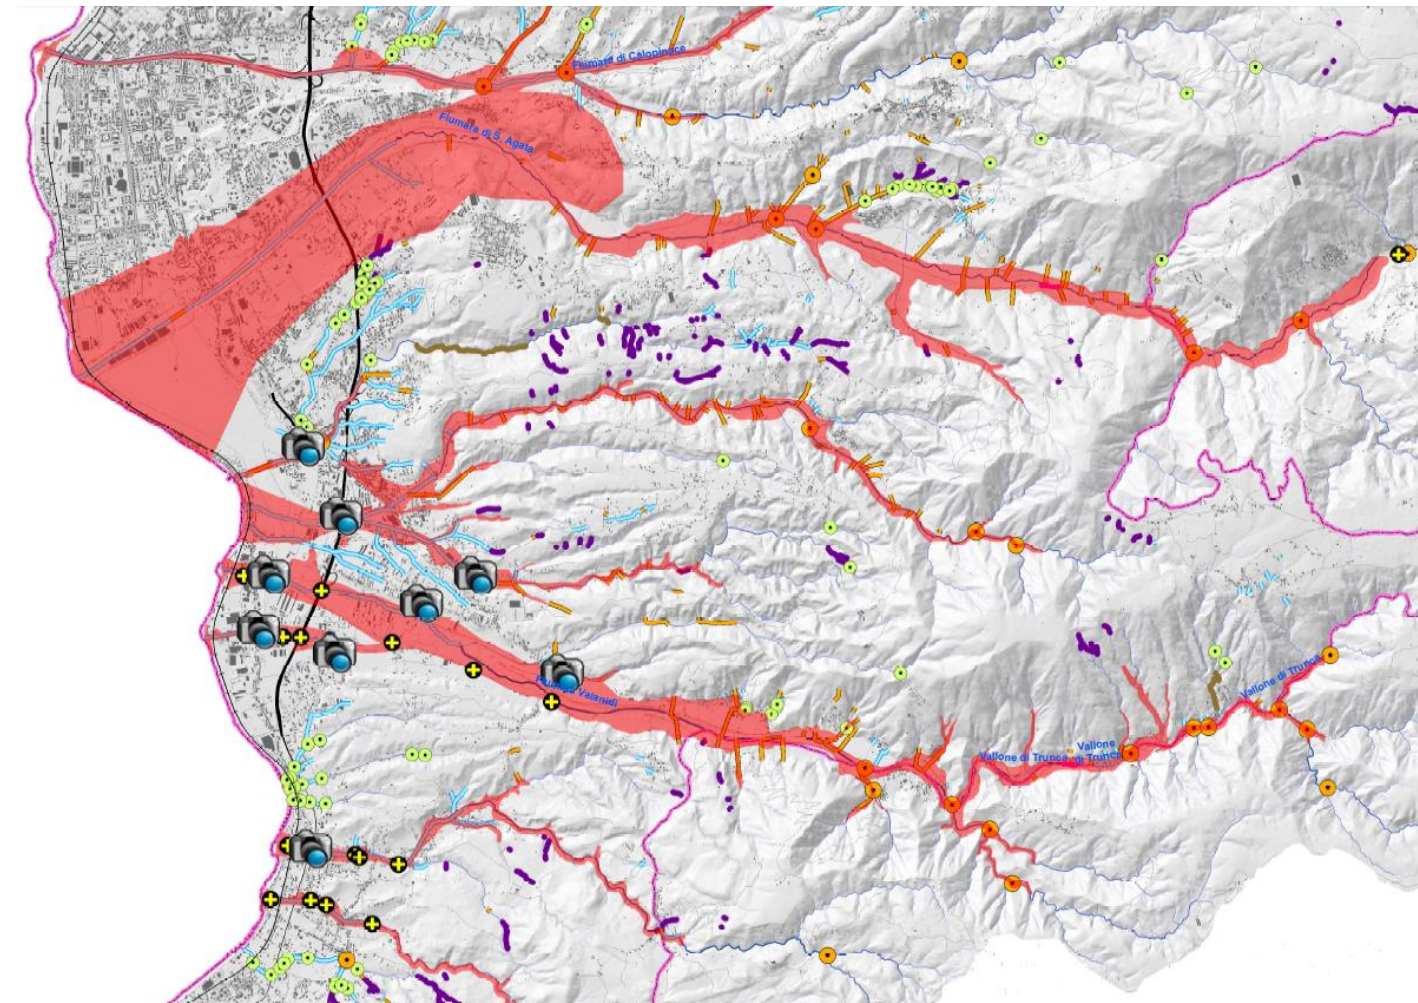 Fiumara di Calopinace
Fiumara di S. Agata
Fiumara Valanidi
Vallone di Trunca
Vallone di Trunca
Vallone
di Trunca